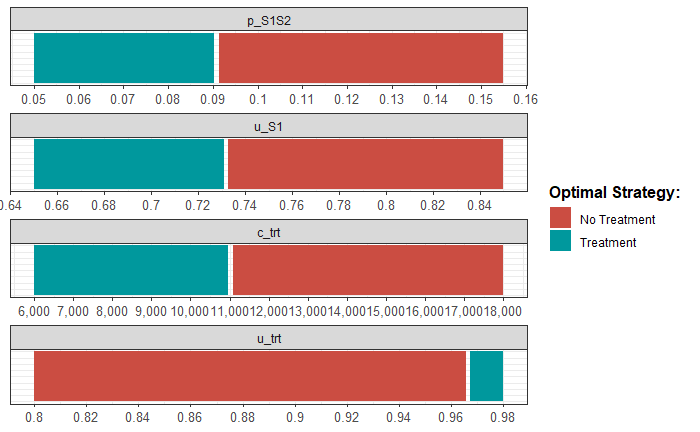 p_S1S2
0.05 0.06 0.07 0.08 0.09 0.1 0.11 0.12 0.13 0.14 0.15 0.16
u_S1
0.64 0.66 0.68 0.7 0.72 0.74 0.76 0.78 0.8 0.82 0.84
Optimal Strategy:
No Treatment
Treatment
c_trt
6,000 7,000 8,000 9,000 10,000 11,000 12,000 13,000 14,000 15,000 16,000 17,000 18,000
u_trt
0.8 0.82 0.84 0.86 0.88 0.9 0.92 0.94 0.96 0.98